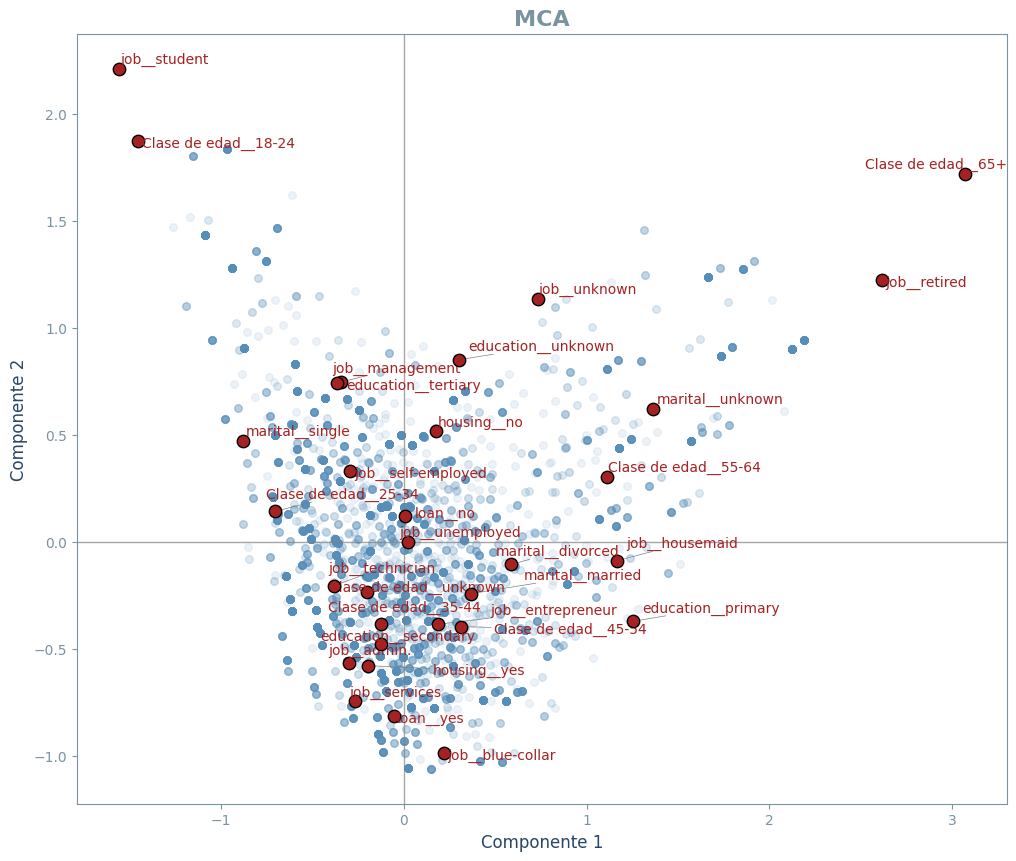 MCA
job__student
Clase de edad__18-24
Clase de edad__65+
job__retired
job__unknown
education__unknown
job__management
education__tertiary
marital__unknown
housing__no
marital__single
Clase de edad__55-64
job__self-employed
Clase de edad__25-34
loan__no
job__unemployed
job__housemaid
marital__divorced
job__technician
marital__married
Clase de edad__unknown
Clase de edad__35-44
job__entrepreneur
education__primary
Clase de edad__45-54
education__secondary
job__admin.
housing__yes
job__services
loan__yes
job__blue-collar
2.0
1.5
1.0
0.5
0.0
−0.5
−1.0
Componente 2
−1
0
1
2
3
Componente 1